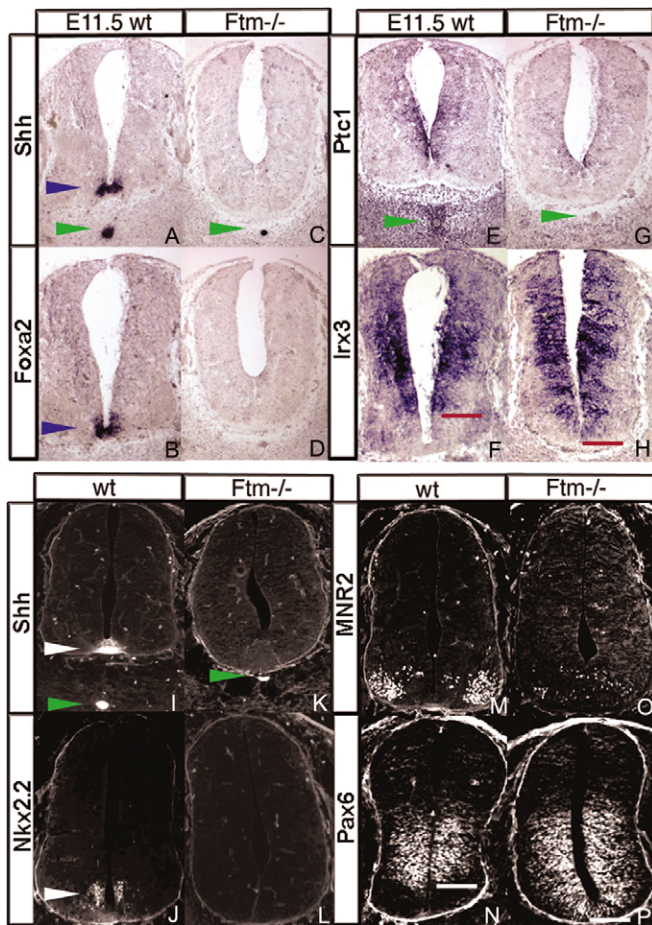 E11.5 wt Ftm-/- E11.5 wt Ftm-/-
Shh Ptc1
A C E G
Foxa2 Irx3
B D F H
wt Ftm-/- wt Ftm-/-
Shh MNR2
I K M O
Nkx2.2 Pax6
J L N P